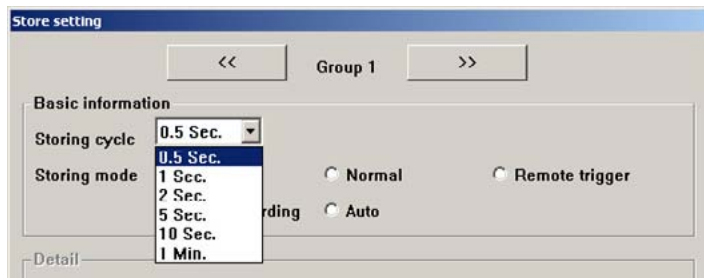 Store setting
<< Group 1 >>
Basic information
Storing cycle 0.5 Sec.
0.5 Sec.
Storing mode 1 Sec. Normal Remote trigger
2 Sec.
5 Sec. rding Auto
10 Sec.
1 Min.
Detail